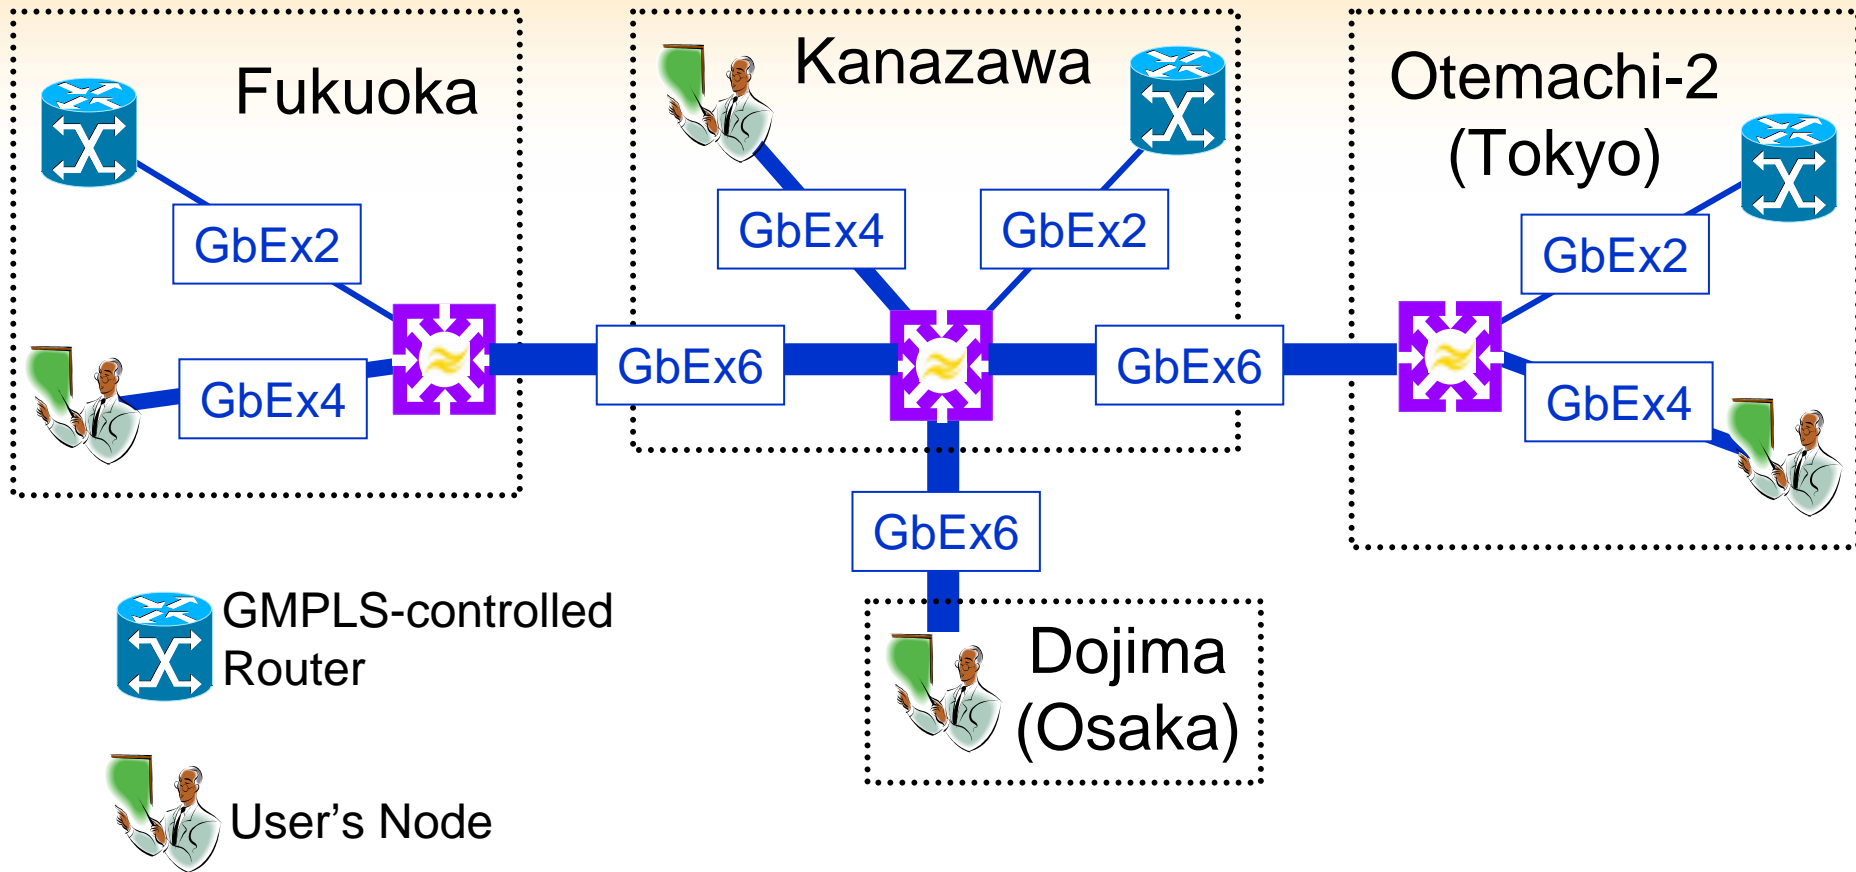 Fukuoka
GbEx2
GbEx4
GbEx6
Kanazawa
GbEx4
GbEx2
GbEx6
GbEx6
Otemachi-2
(Tokyo)
GbEx2
GbEx4
Dojima
(Osaka)
GMPLS-controlled
Router
User's Node